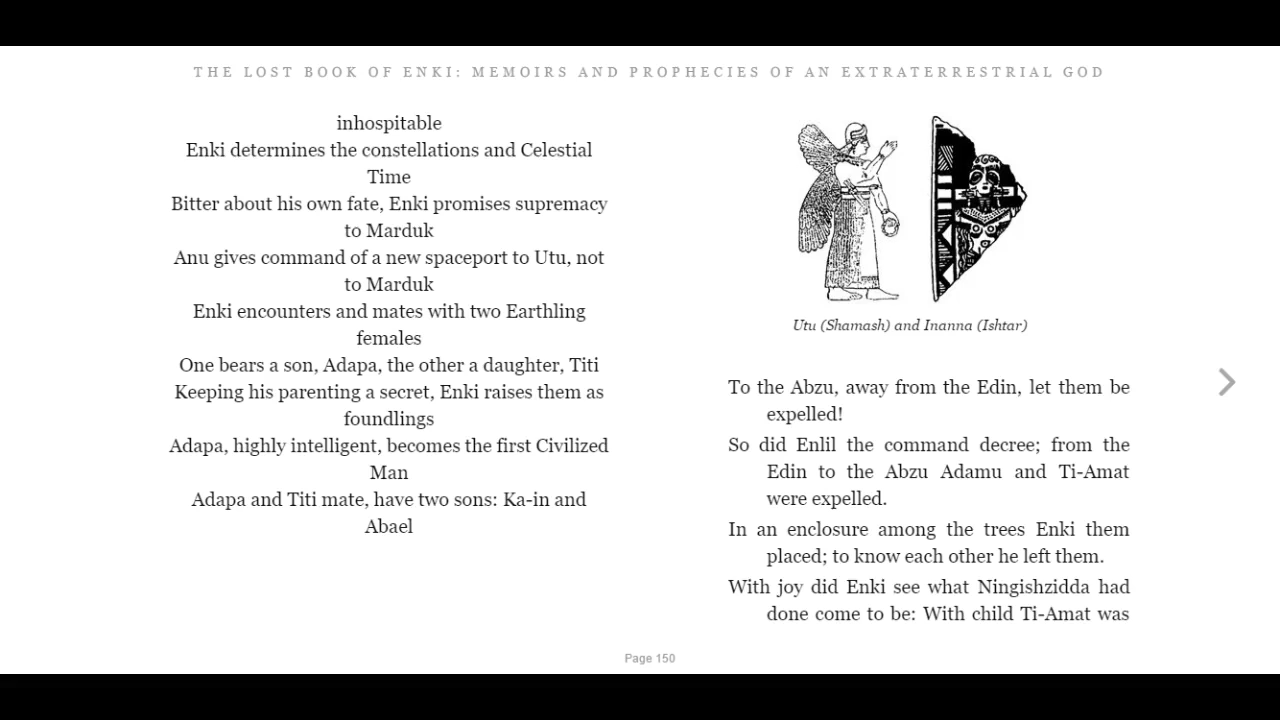 THE LOST BOOK OF ENKI: MEMOIRS AND PROPHECIES OF AN EXTRATERRESTRIAL GOD
inhospitable
Enki determines the constellations and Celestial
Time
Bitter about his own fate, Enki promises supremacy
to Marduk
Anu gives command of a new spaceport to Utu, not
to Marduk
Enki encounters and mates with two Earthling
females
One bears a son, Adapa, the other a daughter, Titi
Keeping his parenting a secret, Enki raises them as
foundlings
Adapa, highly intelligent, becomes the first Civilized
Man
Adapa and Titi mate, have two sons: Ka-in and
Abael
Utu (Shamash) and Inanna (Ishtar)
To the Abzu, away from the Edin, let them be
expelled!
So did Enlil the command decree; from the
Edin to the Abzu Adamu and Ti-Amat
were expelled.
In an enclosure among the trees Enki them
placed; to know each other he left them.
With joy did Enki see what Ningishzidda had
done come to be: With child Ti-Amat was
Page 150